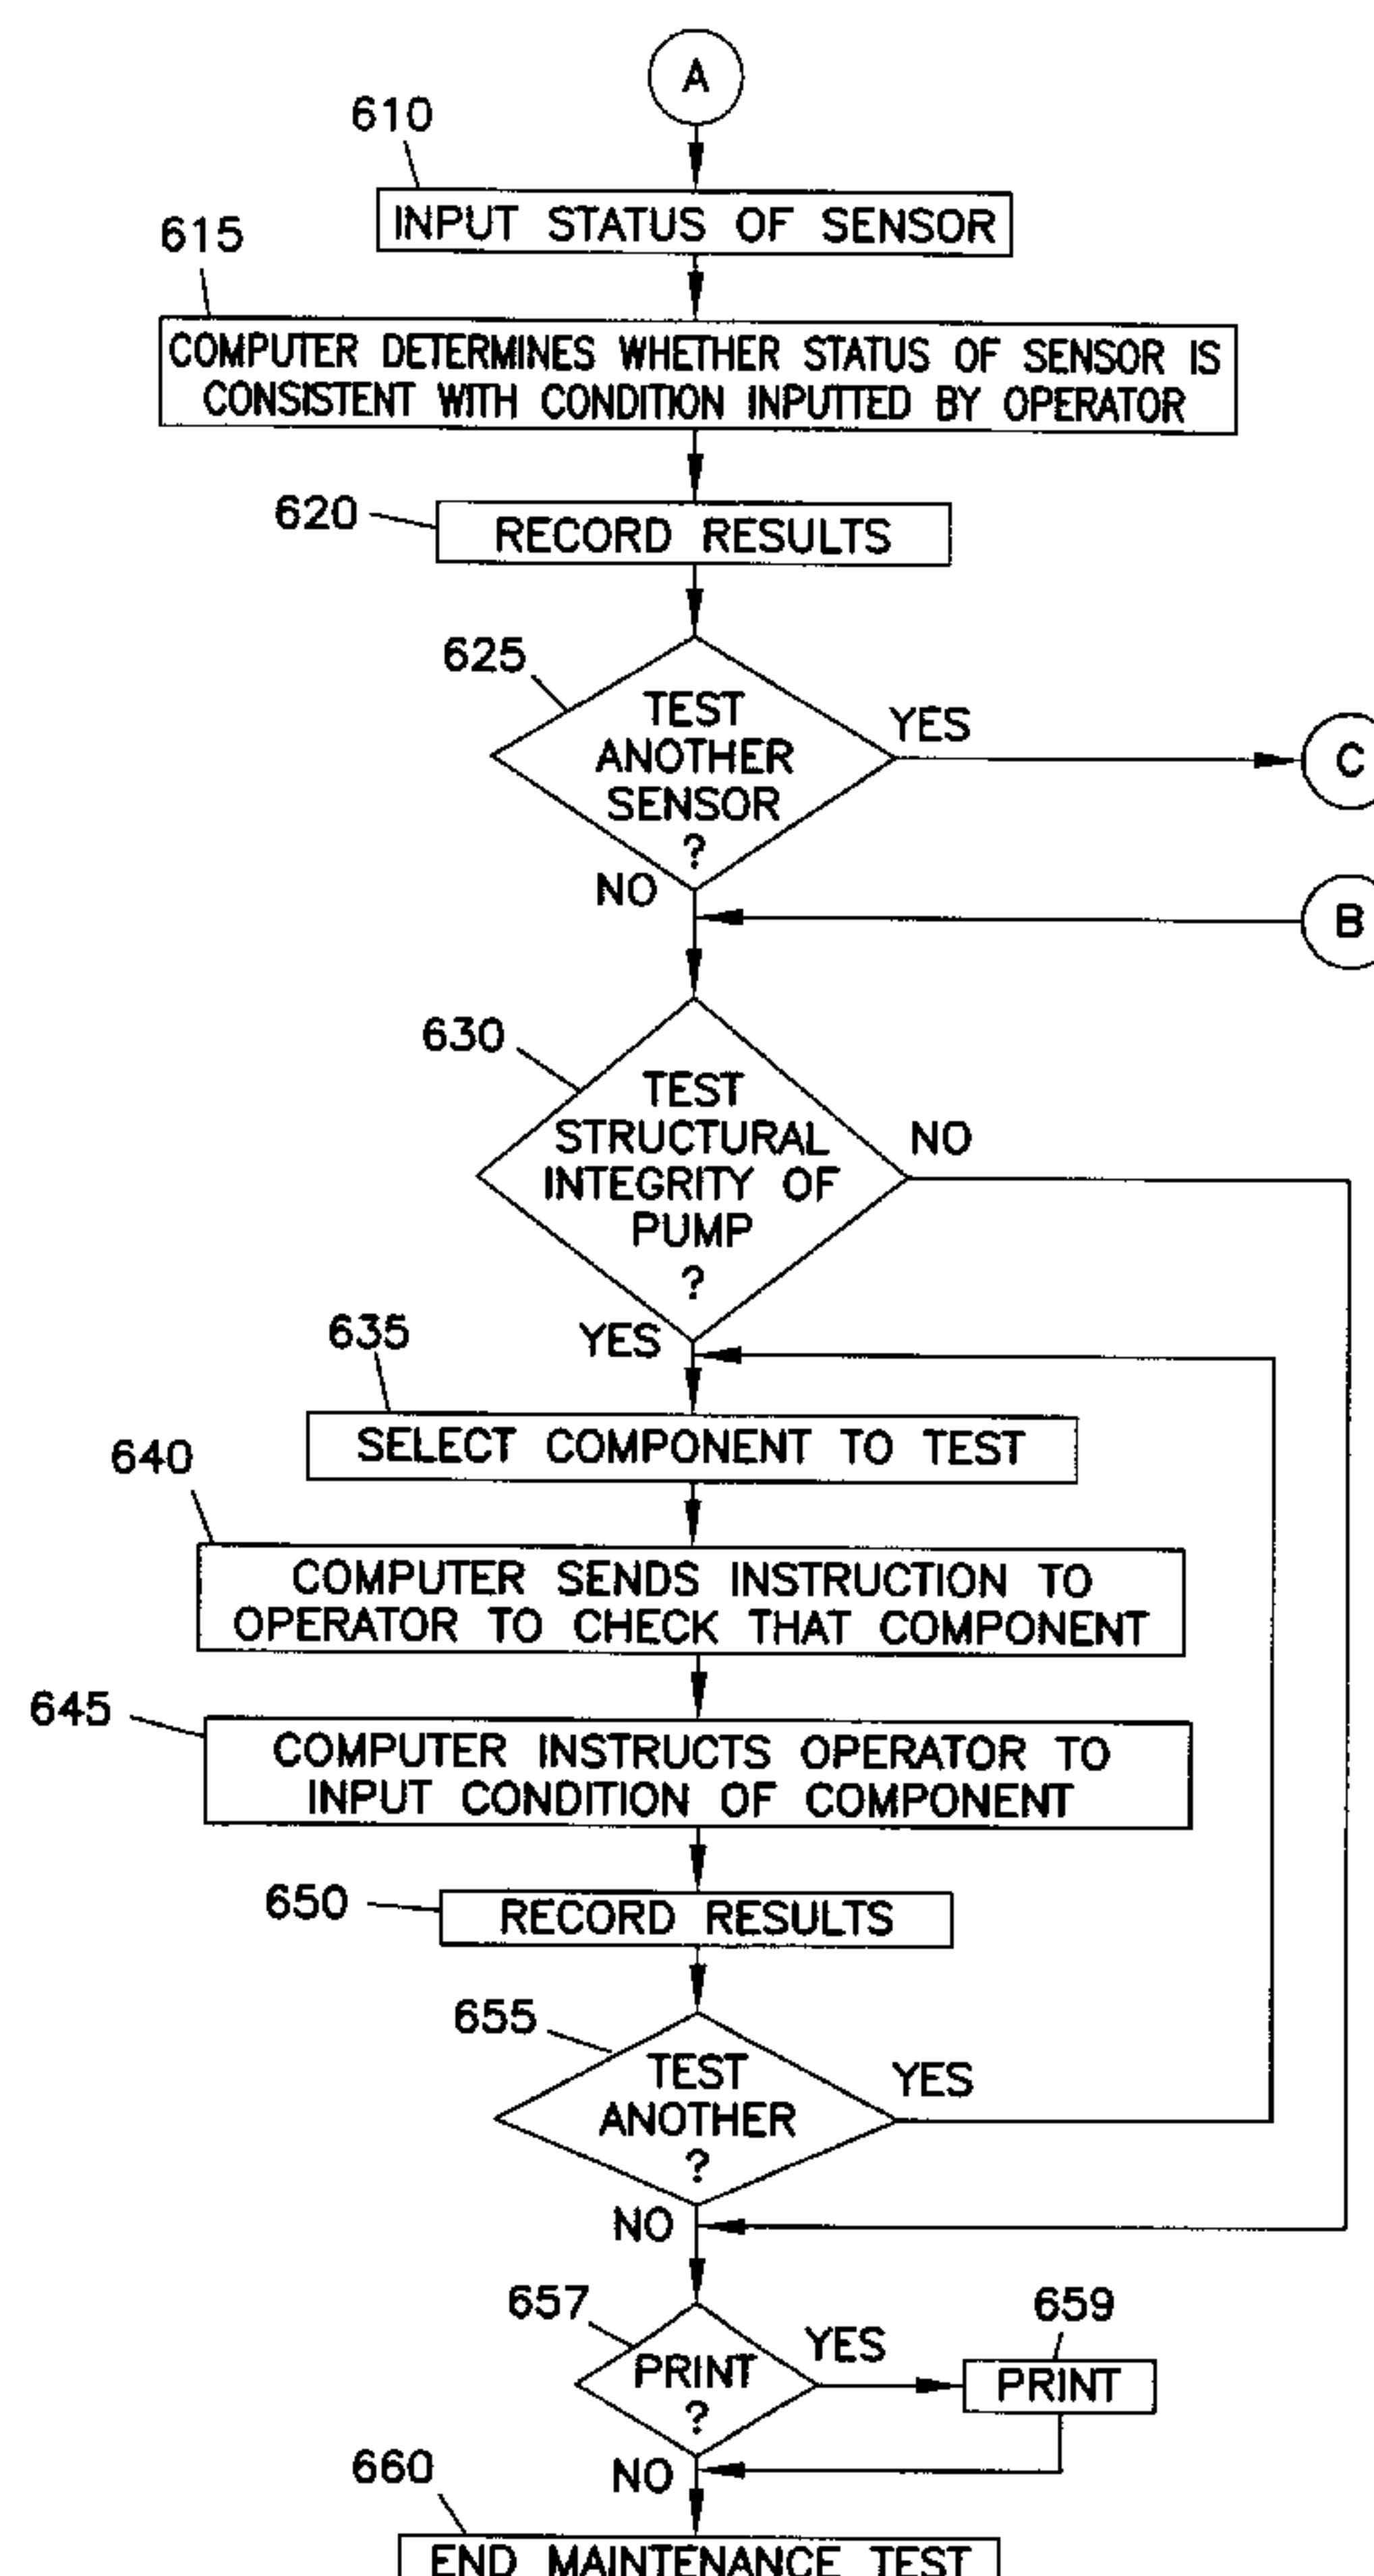 A
610
INPUT STATUS OF SENSOR
615
COMPUTER DETERMINES WHETHER STATUS OF SENSOR IS
CONSISTENT WITH CONDITION INPUTTED BY OPERATOR
620
RECORD RESULTS
625
TEST
ANOTHER
SENSOR
?
YES
C
NO
B
630
TEST
STRUCTURAL
INTEGRITY OF
PUMP
?
NO
YES
635
SELECT COMPONENT TO TEST
640
COMPUTER SENDS INSTRUCTION TO
OPERATOR TO CHECK THAT COMPONENT
645
COMPUTER INSTRUCTS OPERATOR TO
INPUT CONDITION OF COMPONENT
650
RECORD RESULTS
655
TEST
ANOTHER
?
YES
NO
657
PRINT
?
YES
659
PRINT
NO
660
END MAINTENANCE TEST